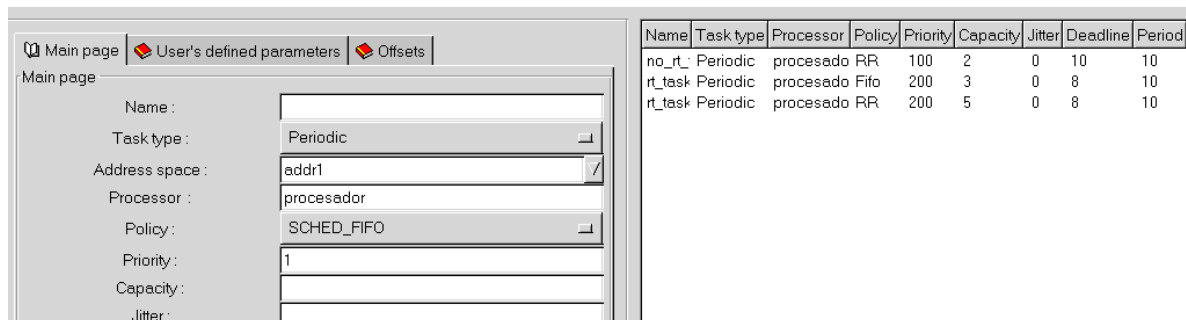 Main page User's defined parameters Offsets
Main page
Name :
Task type : Periodic
Address space : addr1
Processor : procesador
Policy : SCHED_FIFO
Priority : 1
Capacity :
Jitter :
Name Task type Processor Policy Priority Capacity Jitter Deadline Period
no_rt_ Periodic procesado RR 100 2 0 10 10
rt_task Periodic procesado Fifo 200 3 0 8 10
rt_task Periodic procesado RR 200 5 0 8 10